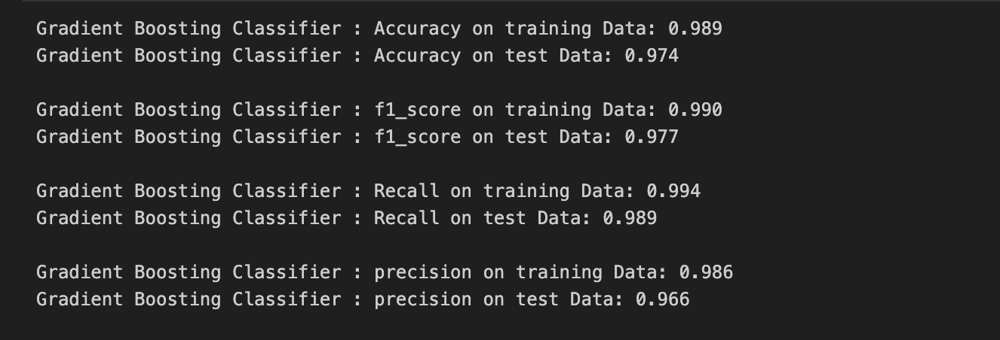 Gradient Boosting Classifier : Accuracy on training Data: 0.989
Gradient Boosting Classifier : Accuracy on test Data: 0.974
Gradient Boosting Classifier : f1_score on training Data: 0.990
Gradient Boosting Classifier : f1_score on test Data: 0.977
Gradient Boosting Classifier : Recall on training Data: 0.994
Gradient Boosting Classifier : Recall on test Data: 0.989
Gradient Boosting Classifier : precision on training Data: 0.986
Gradient Boosting Classifier : precision on test Data: 0.966